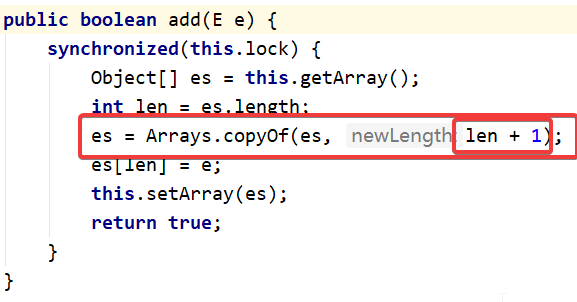 public boolean add(E e) {
synchronized(this.lock) {
Object[] es = this.getArray();
int len = es.length;
es = Arrays.copyOf(es, newLength: len + 1);
es[len] = e;
this.setArray(es);
return true;
}
}